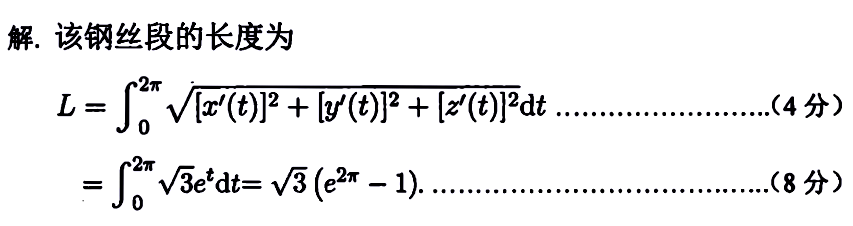 解. 该钢丝段的长度为
L = ∫₀^{2π} √([x′(t)]² + [y′(t)]² + [z′(t)]²) dt ........................(4 分)
= ∫₀^{2π} √3eᵗdt= √3 (e^{2π} − 1). ......................................(8 分)